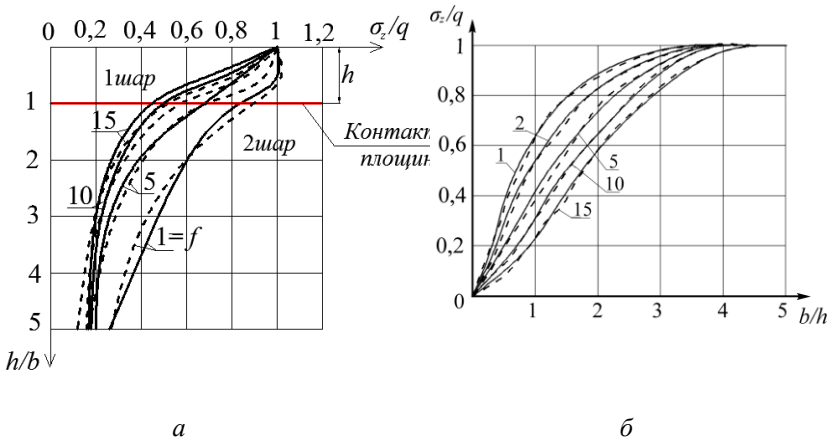 0 0,2 0,4 0,6 0,8 1 1,2
σz/q
1шар
h
1
15
Контакт
площин
2шар
2
10
5
3
1=f
4
5
h/b
а
σz/q
1
0,8
2
0,6
1
5
0,4
10
15
0,2
0
1 2 3 4 5
b/h
б